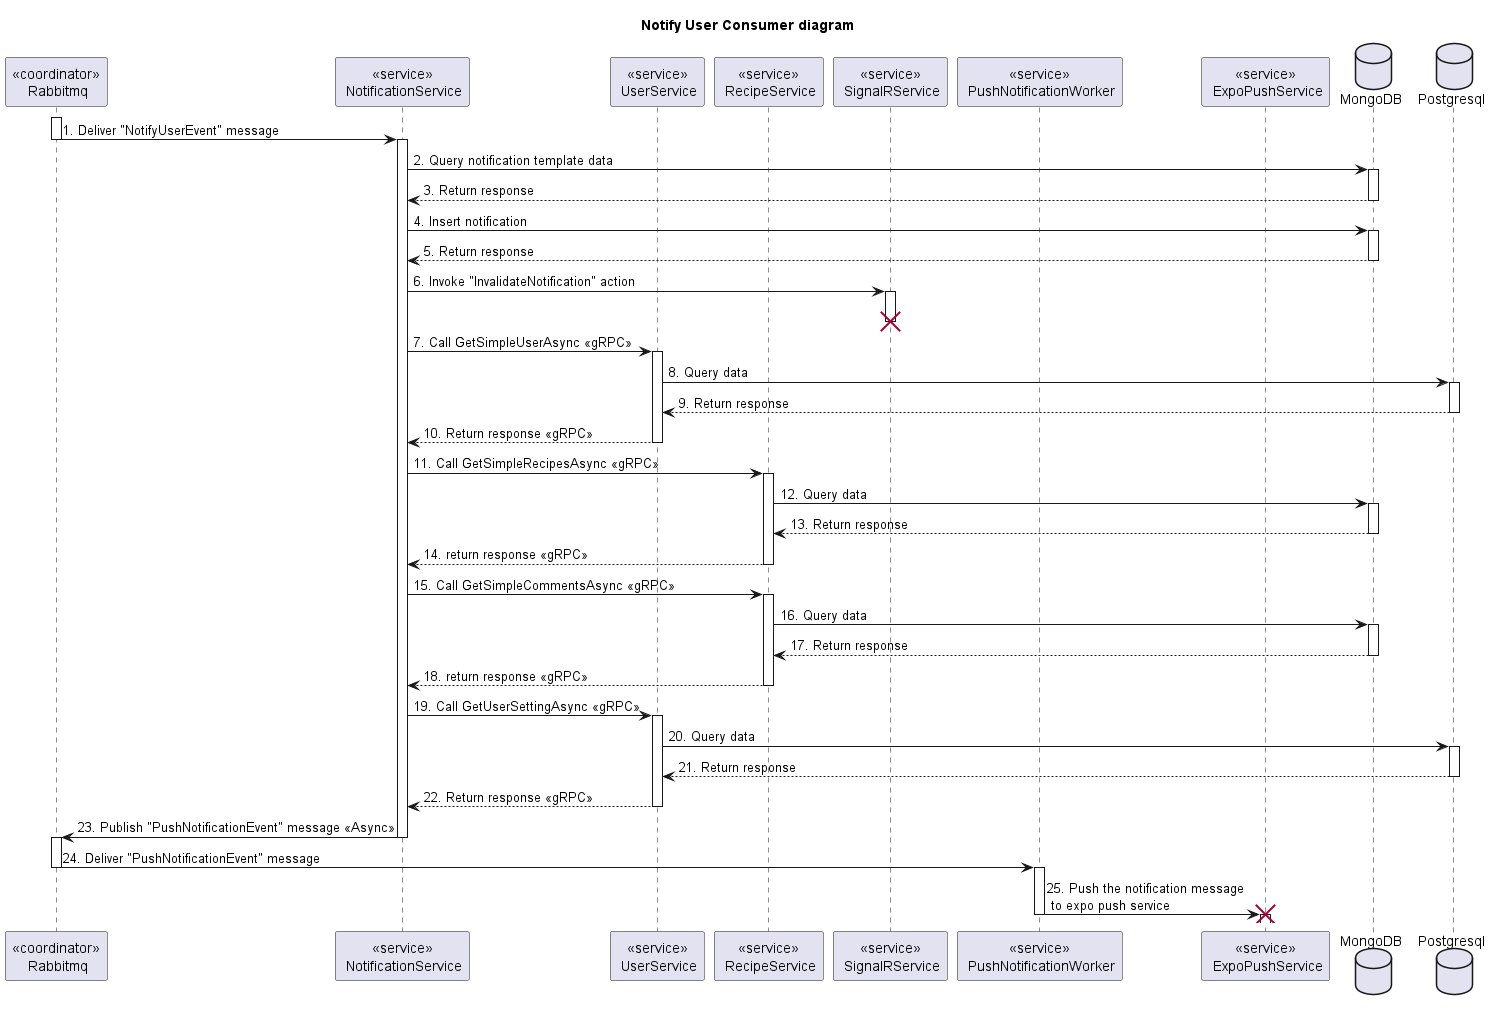 Notify User Consumer diagram
«coordinator»
Rabbitmq
«service»
NotificationService
«service»
UserService
«service»
RecipeService
«service»
SignalRService
«service»
PushNotificationWorker
«service»
ExpoPushService
MongoDB
Postgresql
1. Deliver "NotifyUserEvent" message
2. Query notification template data
3. Return response
4. Insert notification
5. Return response
6. Invoke "InvalidateNotification" action
7. Call GetSimpleUserAsync «gRPC»
8. Query data
9. Return response
10. Return response «gRPC»
11. Call GetSimpleRecipesAsync «gRPC»
12. Query data
13. Return response
14. return response «gRPC»
15. Call GetSimpleCommentsAsync «gRPC»
16. Query data
17. Return response
18. return response «gRPC»
19. Call GetUserSettingAsync «gRPC»
20. Query data
21. Return response
22. Return response «gRPC»
23. Publish "PushNotificationEvent" message «Async»
24. Deliver "PushNotificationEvent" message
25. Push the notification message
to expo push service
«coordinator»
Rabbitmq
«service»
NotificationService
«service»
UserService
«service»
RecipeService
«service»
SignalRService
«service»
PushNotificationWorker
«service»
ExpoPushService
MongoDB
Postgresql